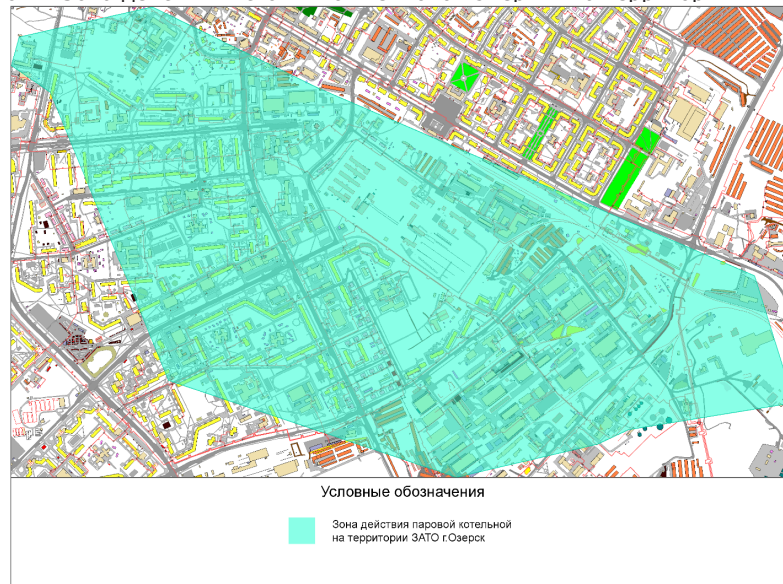 Условные обозначения
Зона действия паровой котельной
на территории ЗАТО г.Озерск